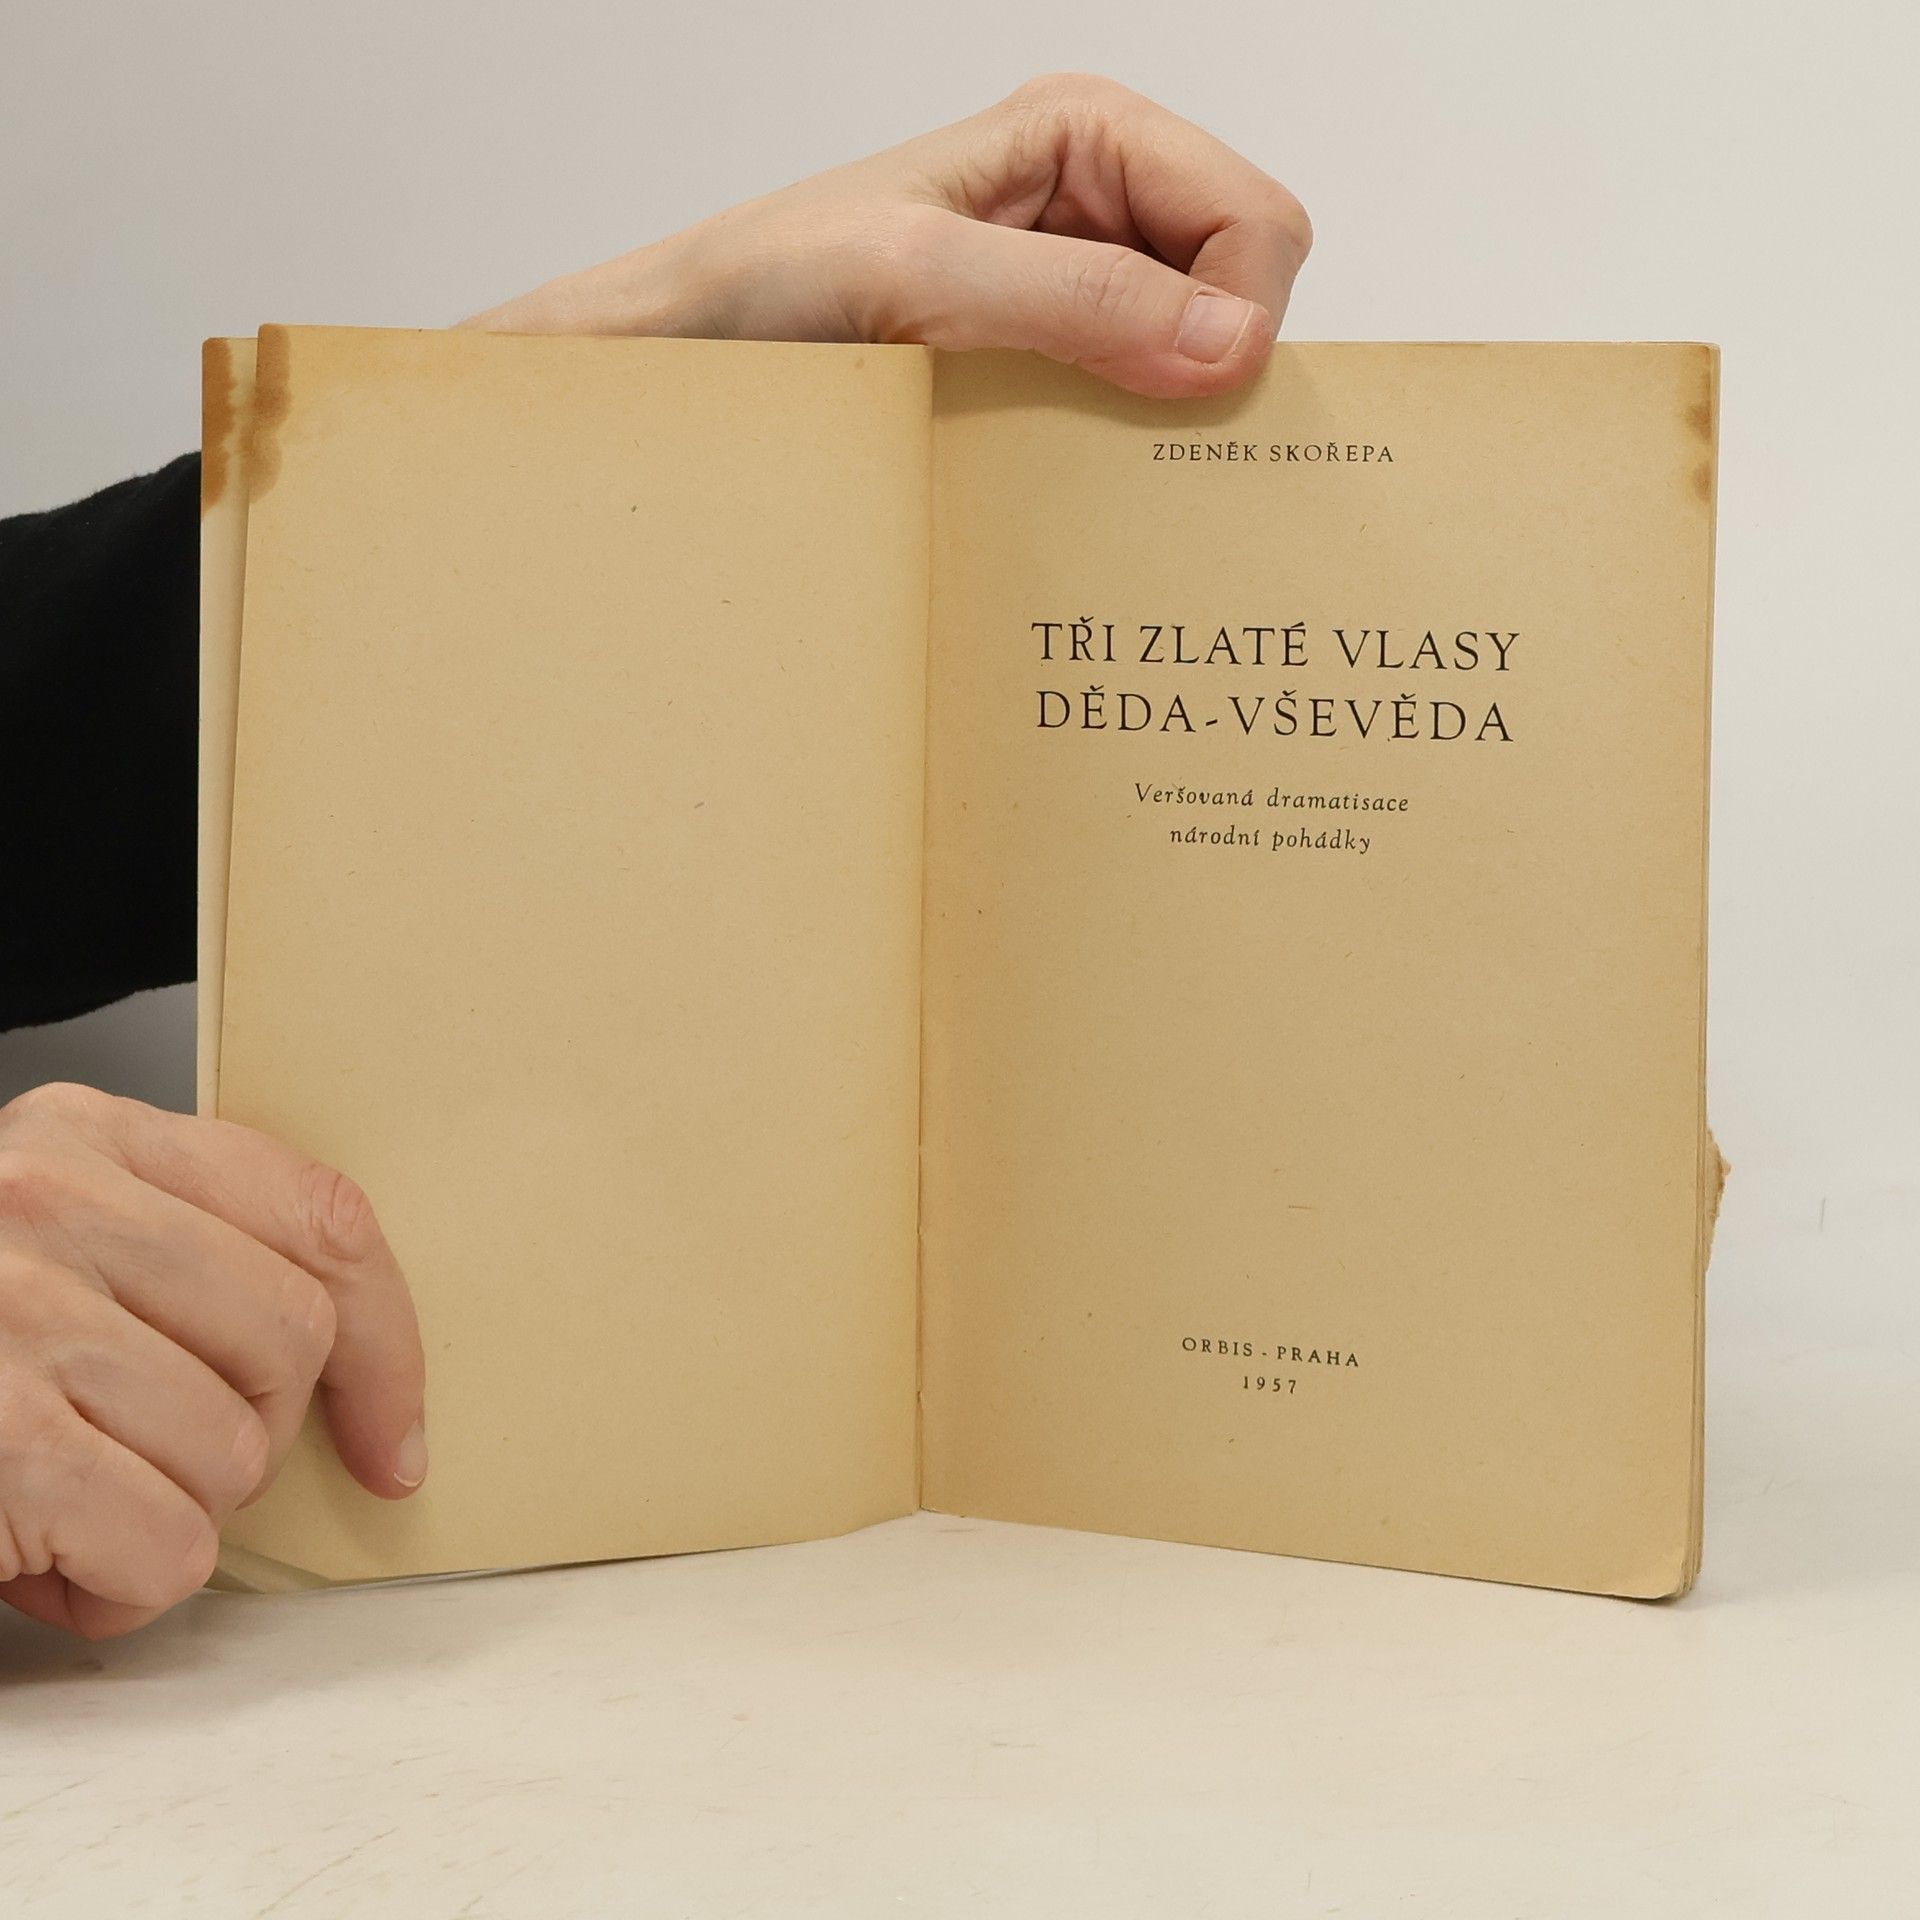 ZDENĚK SKOŘEPA
TŘI ZLATÉ VLASY
DĚDA-VŠEVĚDA
Veršovaná dramatisace
národní pohádky
ORBIS - PRAHA
1957